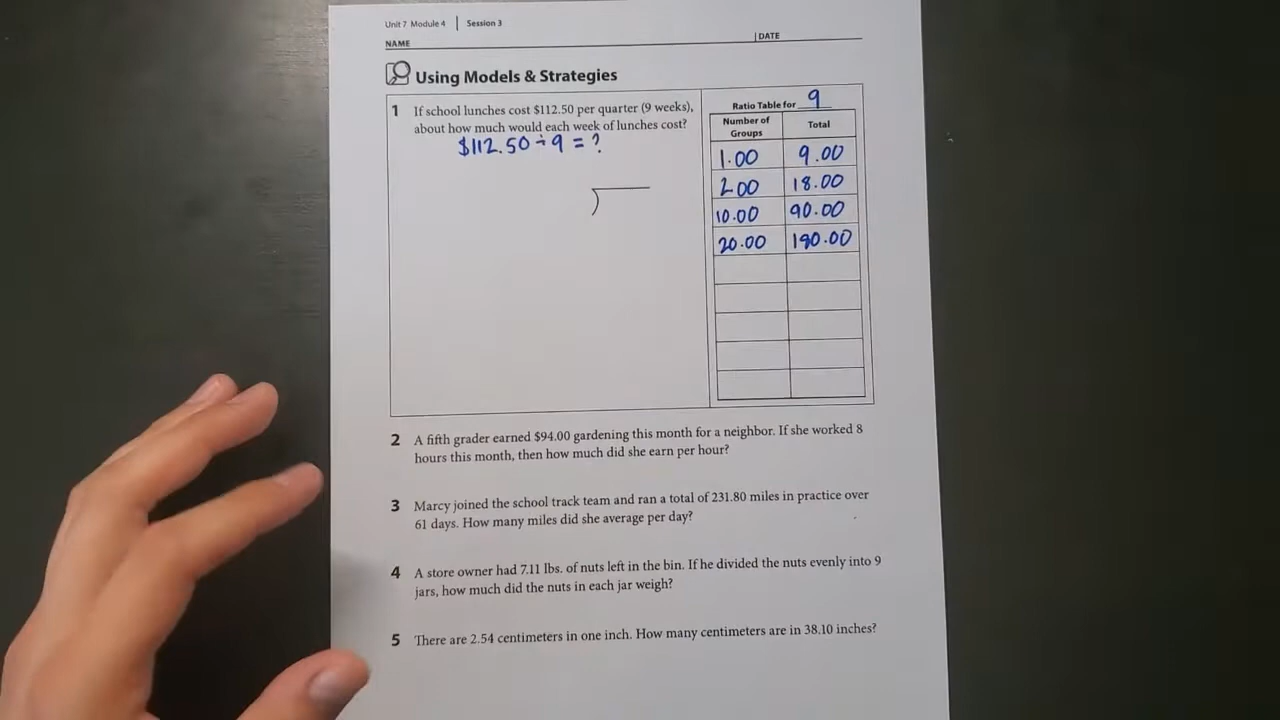 Unit 7 Module 4 | Session 3
NAME | DATE
Using Models & Strategies
1 If school lunches cost $112.50 per quarter (9 weeks),
about how much would each week of lunches cost?
$112.50 ÷ 9 = ?
Ratio Table for 9
Number of Groups Total
1.00 9.00
2.00 18.00
10.00 90.00
20.00 180.00
2 A fifth grader earned $94.00 gardening this month for a neighbor. If she worked 8
hours this month, then how much did she earn per hour?
3 Marcy joined the school track team and ran a total of 231.80 miles in practice over
61 days. How many miles did she average per day?
4 A store owner had 7.11 lbs. of nuts left in the bin. If he divided the nuts evenly into 9
jars, how much did the nuts in each jar weigh?
5 There are 2.54 centimeters in one inch. How many centimeters are in 38.10 inches?